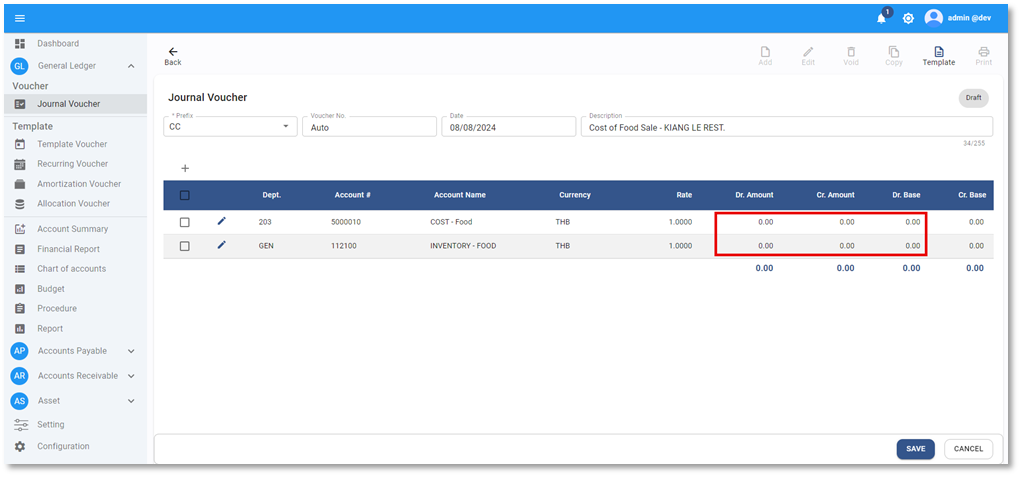 1
admin @dev
Dashboard
GL General Ledger
Voucher
Journal Voucher
Template
Template Voucher
Recurring Voucher
Amortization Voucher
Allocation Voucher
Account Summary
Financial Report
Chart of accounts
Budget
Procedure
Report
AP Accounts Payable
AR Accounts Receivable
AS Asset
Setting
Configuration
Back
Add Edit Void Copy Template Print
Journal Voucher
Draft
* Prefix Voucher No. Date Description
CC Auto 08/08/2024 Cost of Food Sale - KIANG LE REST.
34/255
+
Dept. Account # Account Name Currency Rate Dr. Amount Cr. Amount Dr. Base Cr. Base
203 5000010 COST - Food THB 1.0000 0.00 0.00 0.00 0.00
GEN 112100 INVENTORY - FOOD THB 1.0000 0.00 0.00 0.00 0.00
0.00 0.00 0.00 0.00
SAVE CANCEL